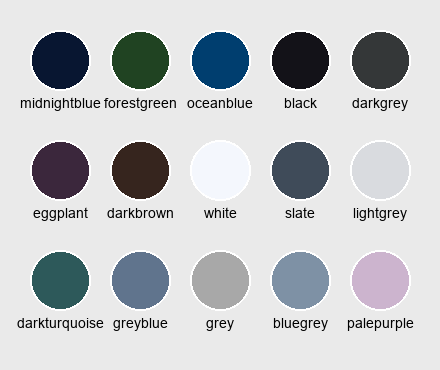 midnightblue forestgreen oceanblue black darkgrey
eggplant darkbrown white slate lightgrey
darkturquoise greyblue grey bluegrey palepurple